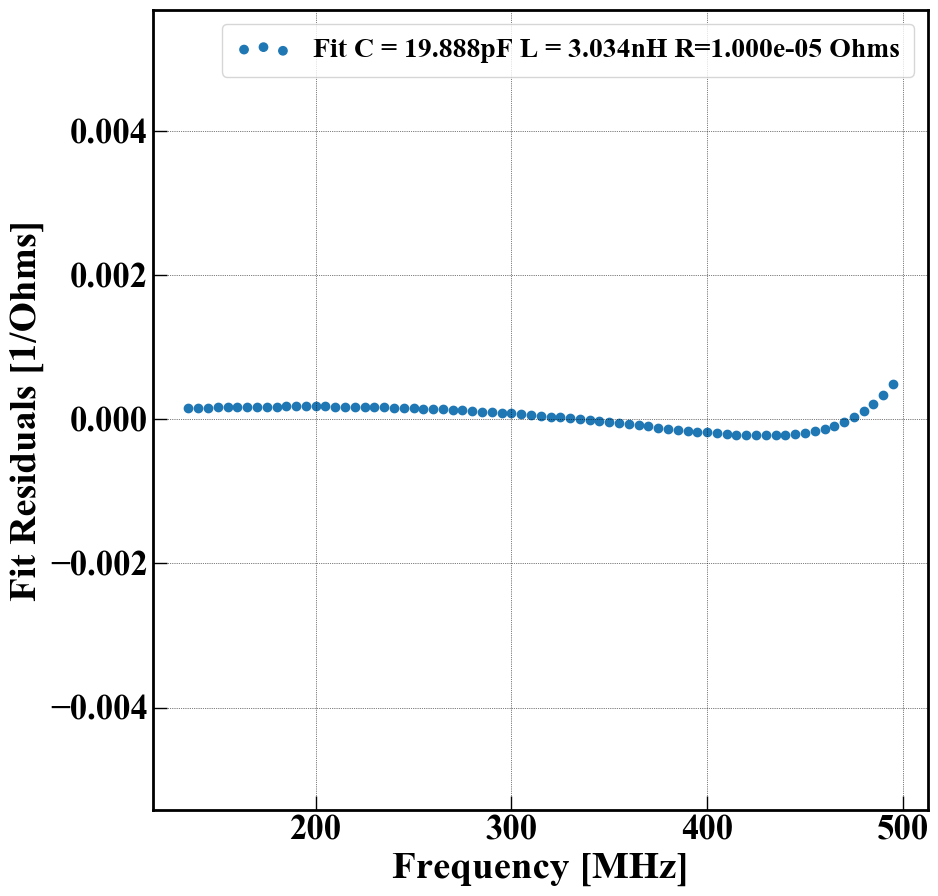 Fit C = 19.888pF L = 3.034nH R=1.000e-05 Ohms
0.004
0.002
0.000
−0.002
−0.004
Fit Residuals [1/Ohms]
200 300 400 500
Frequency [MHz]